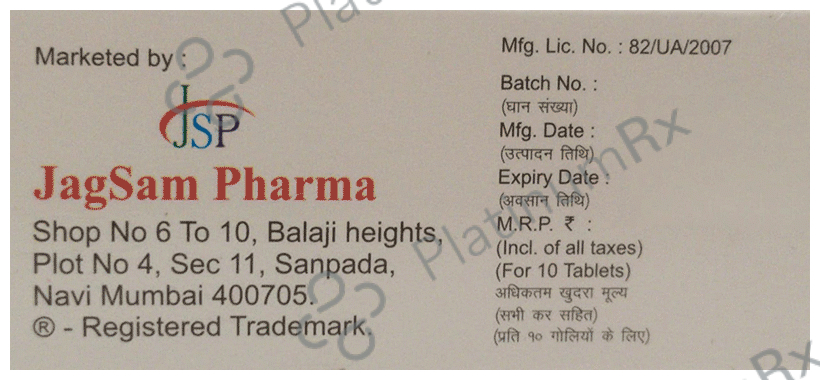 Marketed by :
JSP
JagSam Pharma
Shop No 6 To 10, Balaji heights,
Plot No 4, Sec 11, Sanpada,
Navi Mumbai 400705.
® - Registered Trademark.
Mfg. Lic. No. : 82/UA/2007
Batch No. :
(घान संख्या)
Mfg. Date :
(उत्पादन तिथि)
Expiry Date :
(अवसान तिथि)
M.R.P. ₹ :
(Incl. of all taxes)
(For 10 Tablets)
अधिकतम खुदरा मूल्य
(सभी कर सहित)
(प्रति १० गोलियों के लिए)
PlatinumRx